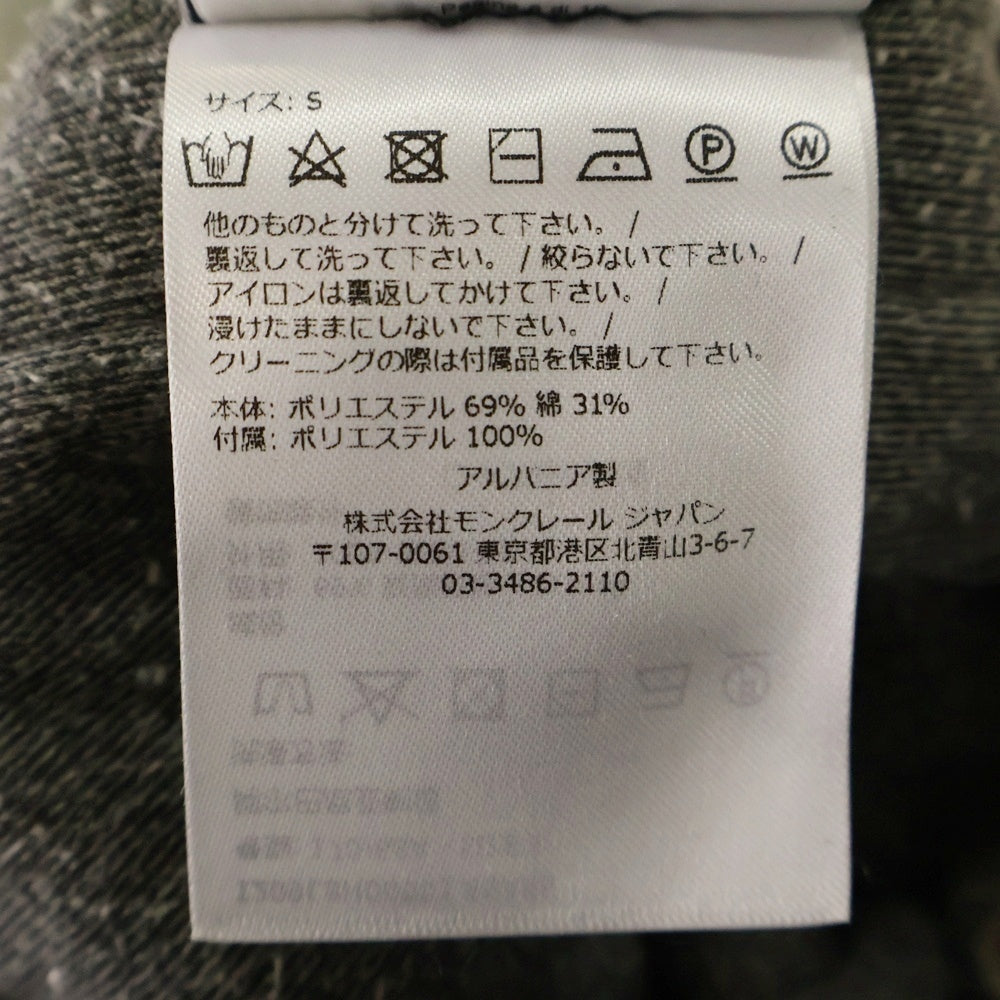 サイズ: S
P
W
他のものと分けて洗って下さい。 /
裏返して洗って下さい。 / 絞らないで下さい。 /
アイロンは裏返してかけて下さい。 /
浸けたままにしないで下さい。 /
クリーニングの際は付属品を保護して下さい。
本体: ポリエステル 69% 綿 31%
付属: ポリエステル 100%
アルバニア製
株式会社モンクレール ジャパン
〒107-0061 東京都港区北青山3-6-7
03-3486-2110